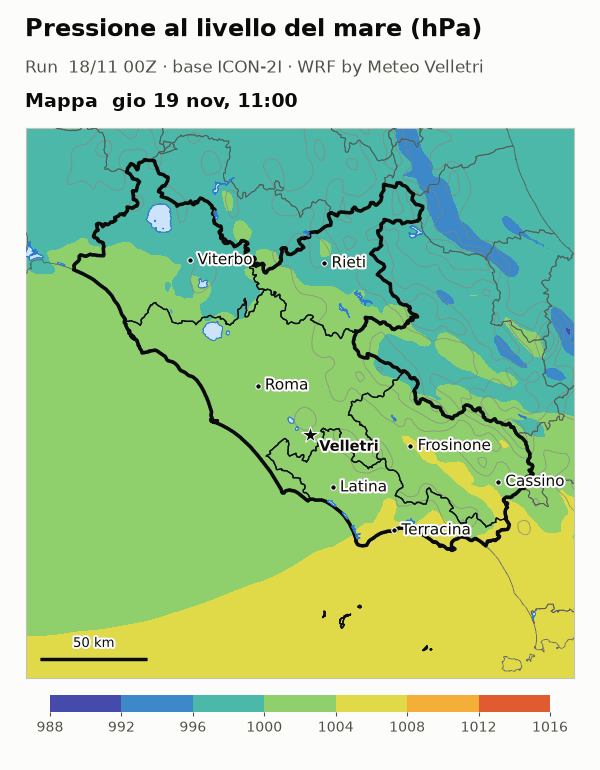 Pressione al livello del mare (hPa)
Run  18/11 00Z · base ICON-2I · WRF by Meteo Velletri
Mappa  gio 19 nov, 11:00
Viterbo
Rieti
Roma
Velletri
Frosinone
Cassino
Latina
Terracina
50 km
988 992 996 1000 1004 1008 1012 1016